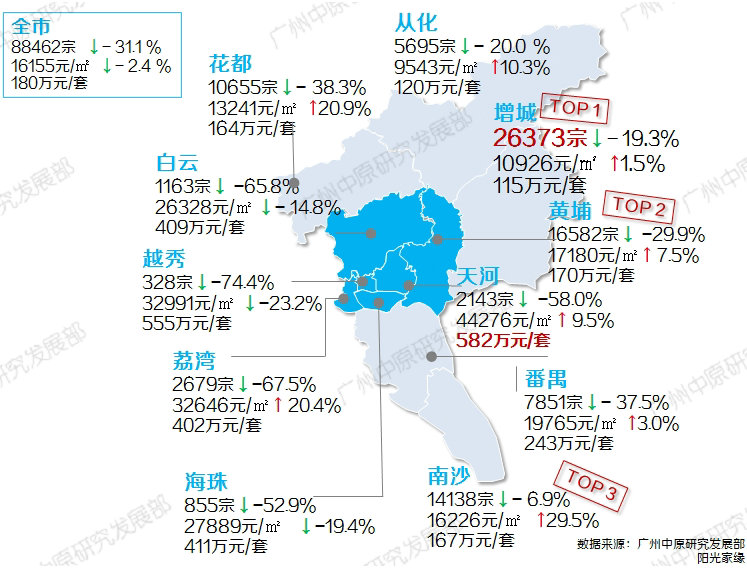 全市
88462宗 ↓-31.1%
16155元/㎡ ↓-2.4%
180万元/套
从化
5695宗↓- 20.0 %
9543元/㎡ ↑10.3%
120万元/套
花都
10655宗↓- 38.3%
13241元/㎡ ↑20.9%
164万元/套
TOP 1
增城
26373宗↓- 19.3%
10926元/㎡ ↑1.5%
115万元/套
白云
1163宗↓ -65.8%
26328元/㎡↓- 14.8%
409万元/套
TOP 2
黄埔
16582宗↓ -29.9%
17180元/㎡↑ 7.5%
170万元/套
越秀
328宗↓-74.4%
32991元/㎡↓-23.2%
555万元/套
天河
2143宗↓ -58.0%
44276元/㎡↑ 9.5%
582万元/套
荔湾
2679宗↓ -67.5%
32646元/㎡↑ 20.4%
402万元/套
番禺
7851宗↓- 37.5%
19765元/㎡ ↑3.0%
243万元/套
海珠
855宗↓-52.9%
27889元/㎡ ↓-19.4%
411万元/套
TOP 3
南沙
14138宗↓- 6.9%
16226元/㎡ ↑29.5%
167万元/套
数据来源：广州中原研究发展部
阳光家缘
广州中原研究发展部